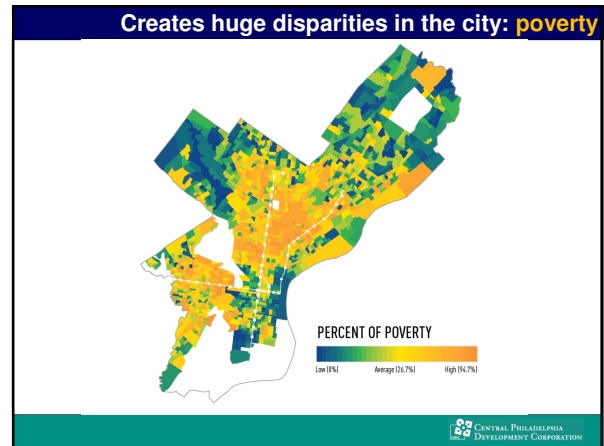 Creates huge disparities in the city: poverty
PERCENT OF POVERTY
Low (0%) Average (26.7%) High (94.7%)
CENTRAL PHILADELPHIA
DEVELOPMENT CORPORATION